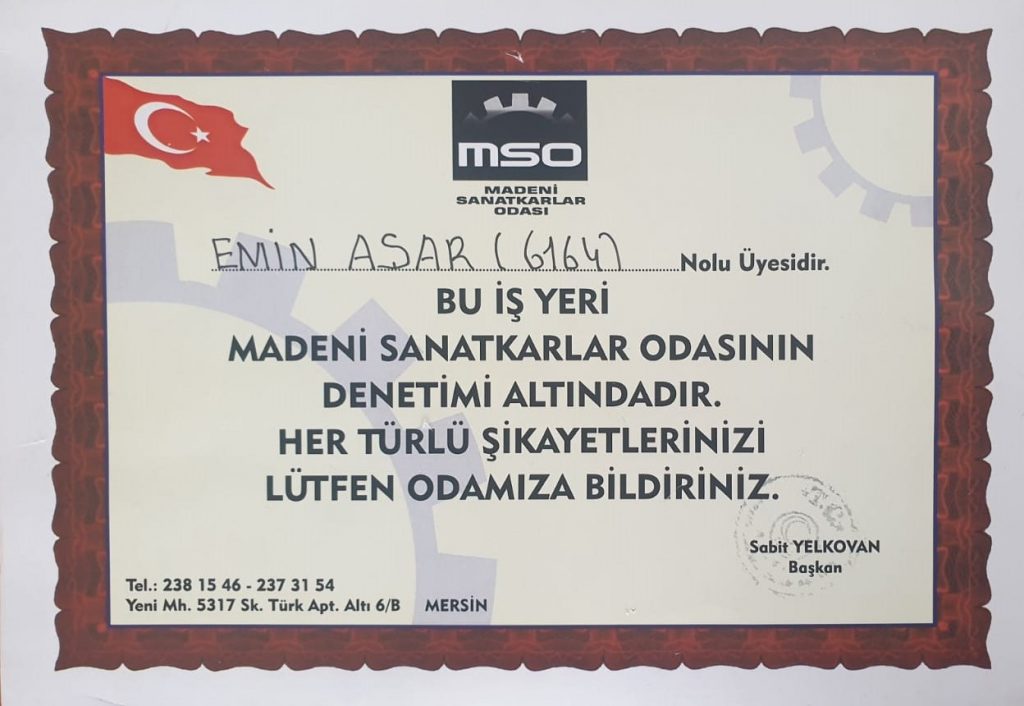 mso
MADENİ
SANATKARLAR
ODASI
EMİN ASAR (6164) Nolu Üyesidir.
BU İŞ YERİ
MADENİ SANATKARLAR ODASININ
DENETİMİ ALTINDADIR.
HER TÜRLÜ ŞİKAYETLERİNİZİ
LÜTFEN ODAMIZA BİLDİRİNİZ.
T.C.
Sabit YELKOVAN
Başkan
Tel.: 238 15 46 - 237 31 54
Yeni Mh. 5317 Sk. Türk Apt. Altı 6/B MERSİN